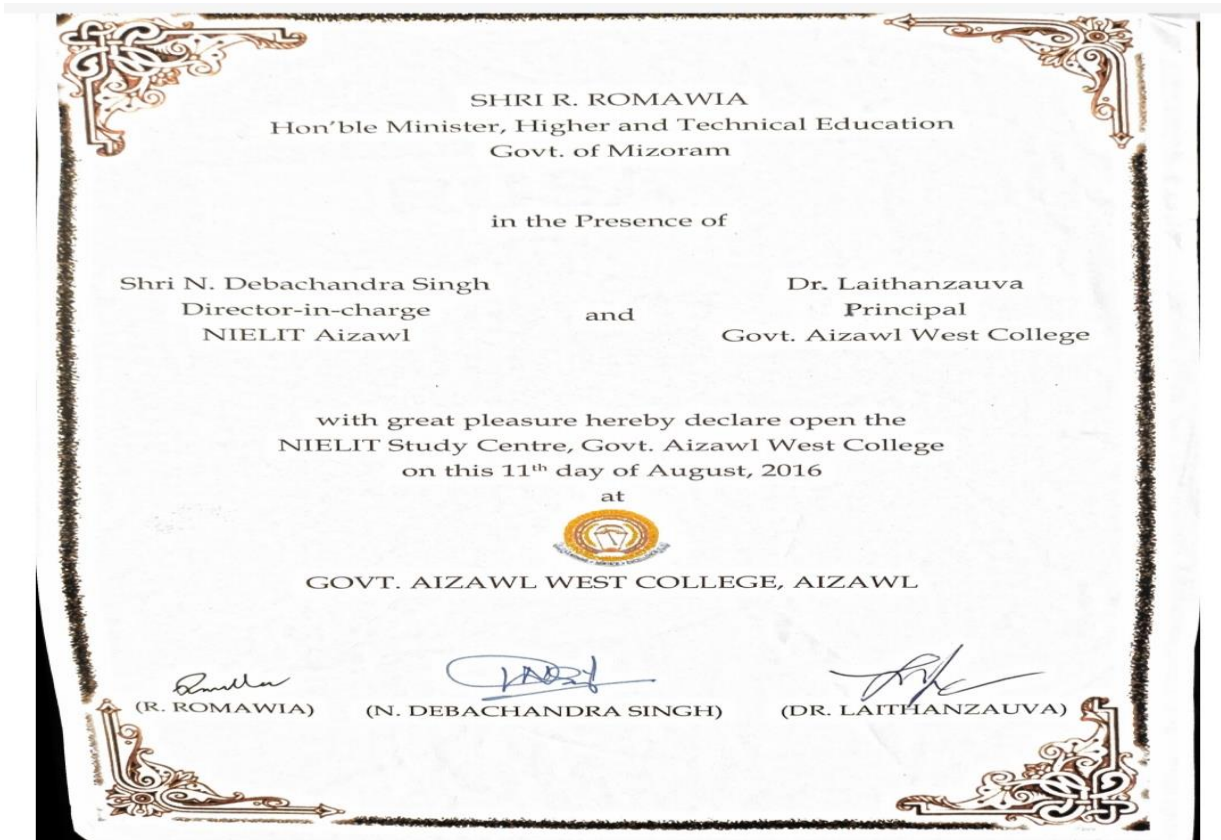 SHRI R. ROMAWIA
Hon'ble Minister, Higher and Technical Education
Govt. of Mizoram
in the Presence of
Shri N. Debachandra Singh
Director-in-charge
NIELIT Aizawl
and
Dr. Laithanzauva
Principal
Govt. Aizawl West College
with great pleasure hereby declare open the
NIELIT Study Centre, Govt. Aizawl West College
on this 11th day of August, 2016
at
GOVT. AIZAWL WEST COLLEGE, AIZAWL
(R. ROMAWIA)
(N. DEBACHANDRA SINGH)
(DR. LAITHANZAUVA)